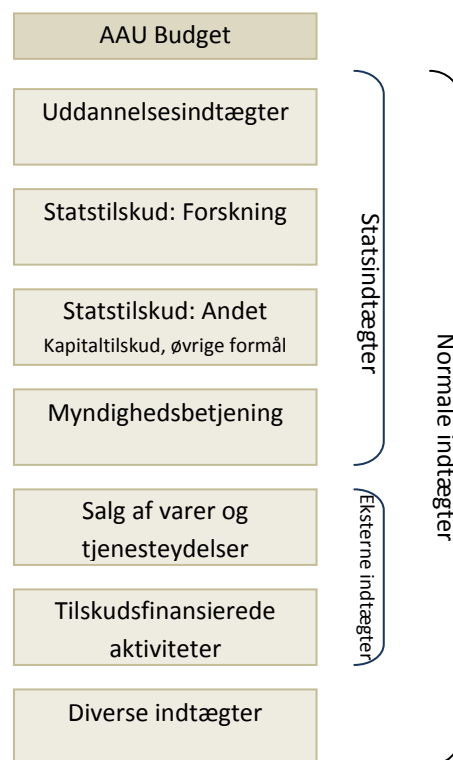 AAU Budget
Uddannelsesindtægter
Statstilskud: Forskning
Statstilskud: Andet
Kapitaltilskud, øvrige formål
Myndighedsbetjening
Salg af varer og
tjenesteydelser
Tilskudsfinansierede
aktiviteter
Diverse indtægter
Statsindtægter
Eksterne indtægter
Normale indtægter